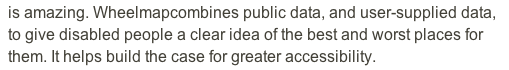 is amazing. Wheelmapcombines public data, and user-supplied data,
to give disabled people a clear idea of the best and worst places for
them. It helps build the case for greater accessibility.